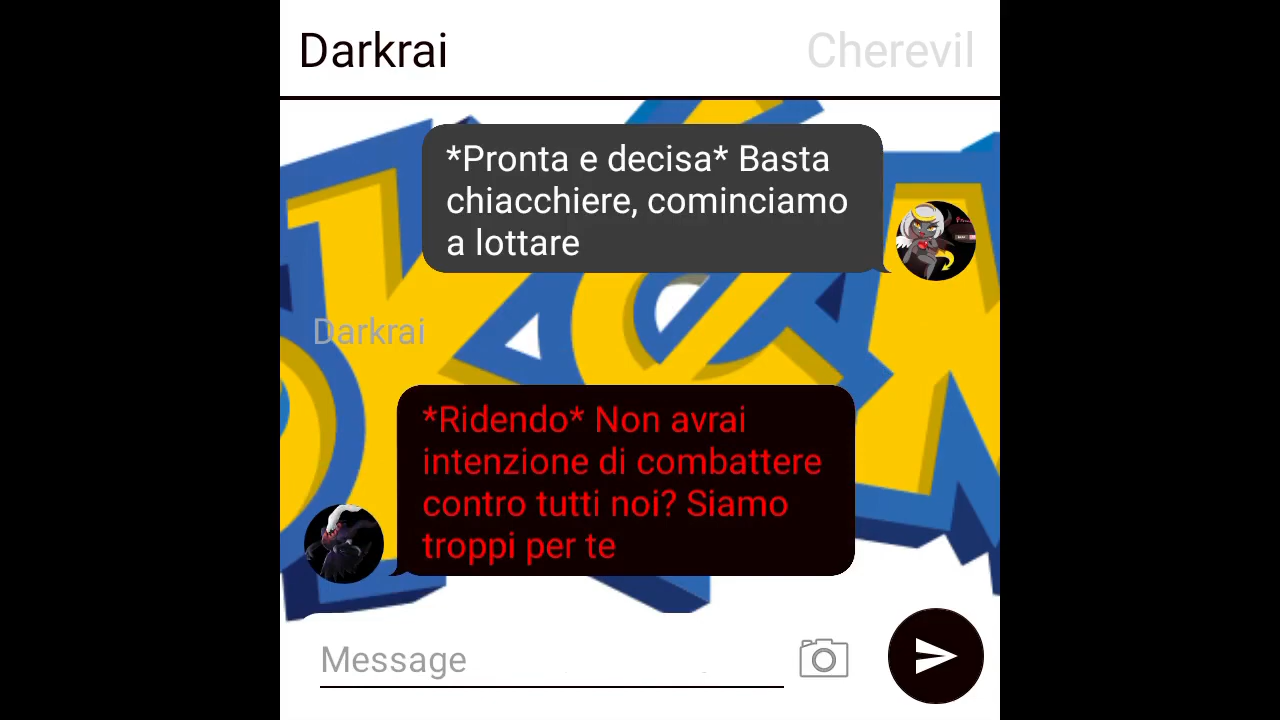 Darkrai
Cherevil
*Pronta e decisa* Basta
chiacchiere, cominciamo
a lottare
Darkrai
*Ridendo* Non avrai
intenzione di combattere
contro tutti noi? Siamo
troppi per te
Message